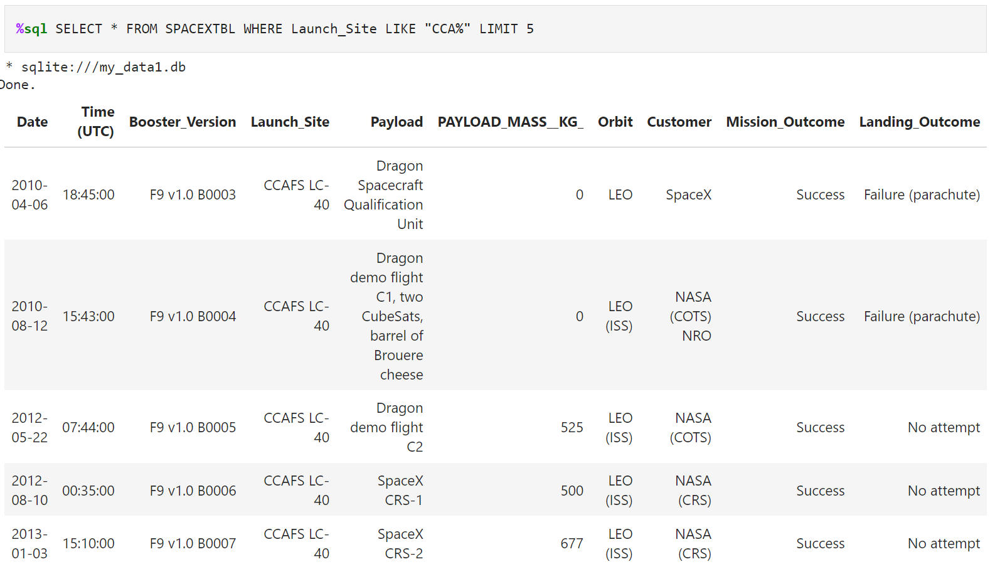 %sql SELECT * FROM SPACEXTBL WHERE Launch_Site LIKE "CCA%" LIMIT 5
* sqlite:///my_data1.db
Done.
Date Time (UTC) Booster_Version Launch_Site Payload PAYLOAD_MASS__KG_ Orbit Customer Mission_Outcome Landing_Outcome
2010-04-06 18:45:00 F9 v1.0 B0003 CCAFS LC-40 Dragon Spacecraft Qualification Unit 0 LEO SpaceX Success Failure (parachute)
2010-08-12 15:43:00 F9 v1.0 B0004 CCAFS LC-40 Dragon demo flight C1, two CubeSats, barrel of Brouere cheese 0 LEO (ISS) NASA (COTS) NRO Success Failure (parachute)
2012-05-22 07:44:00 F9 v1.0 B0005 CCAFS LC-40 Dragon demo flight C2 525 LEO (ISS) NASA (COTS) Success No attempt
2012-08-10 00:35:00 F9 v1.0 B0006 CCAFS LC-40 SpaceX CRS-1 500 LEO (ISS) NASA (CRS) Success No attempt
2013-01-03 15:10:00 F9 v1.0 B0007 CCAFS LC-40 SpaceX CRS-2 677 LEO (ISS) NASA (CRS) Success No attempt